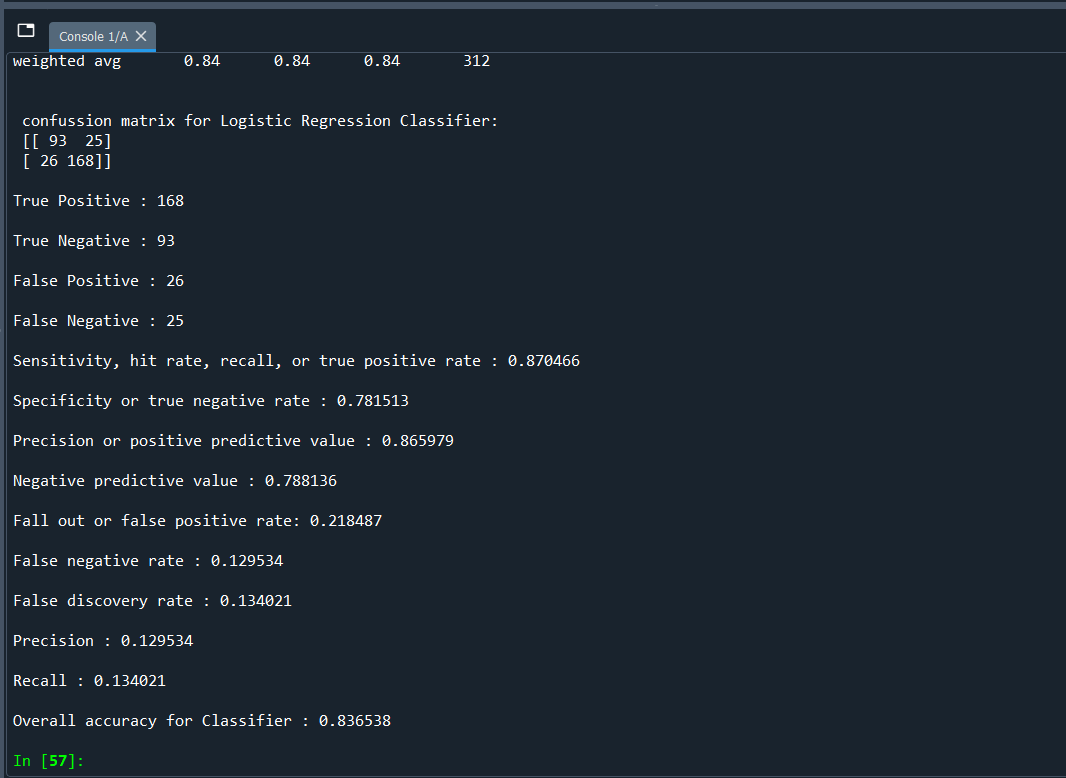 Console 1/A
weighted avg 0.84 0.84 0.84 312
confussion matrix for Logistic Regression Classifier:
[[ 93 25]
[ 26 168]]
True Positive : 168
True Negative : 93
False Positive : 26
False Negative : 25
Sensitivity, hit rate, recall, or true positive rate : 0.870466
Specificity or true negative rate : 0.781513
Precision or positive predictive value : 0.865979
Negative predictive value : 0.788136
Fall out or false positive rate: 0.218487
False negative rate : 0.129534
False discovery rate : 0.134021
Precision : 0.129534
Recall : 0.134021
Overall accuracy for Classifier : 0.836538
In [57]: